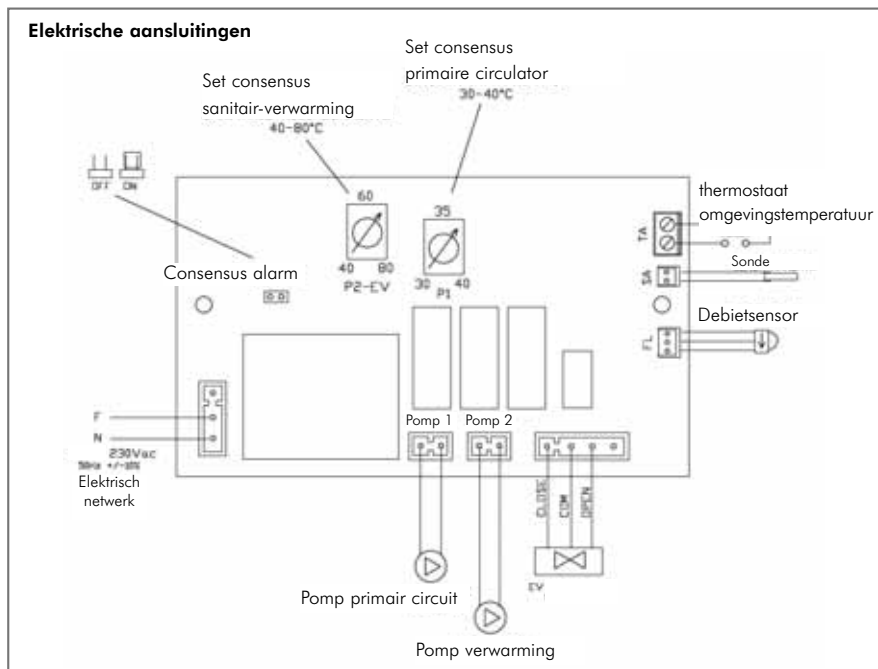 Elektrische aansluitingen
Set consensus
primaire circulator
30-40°C
Set consensus
sanitair-verwarming
40-80°C
OFF ON
60
35
40 80
30 40
P2-EV
P1
Consensus alarm
thermostaat
omgevingstemperatuur
TA
Sonde
SA
Debietsensor
FL
Pomp 1 Pomp 2
F
N
230Vac
50Hz +/-10%
Elektrisch
netwerk
CLOSE COM OPEN
EV
Pomp primair circuit
Pomp verwarming